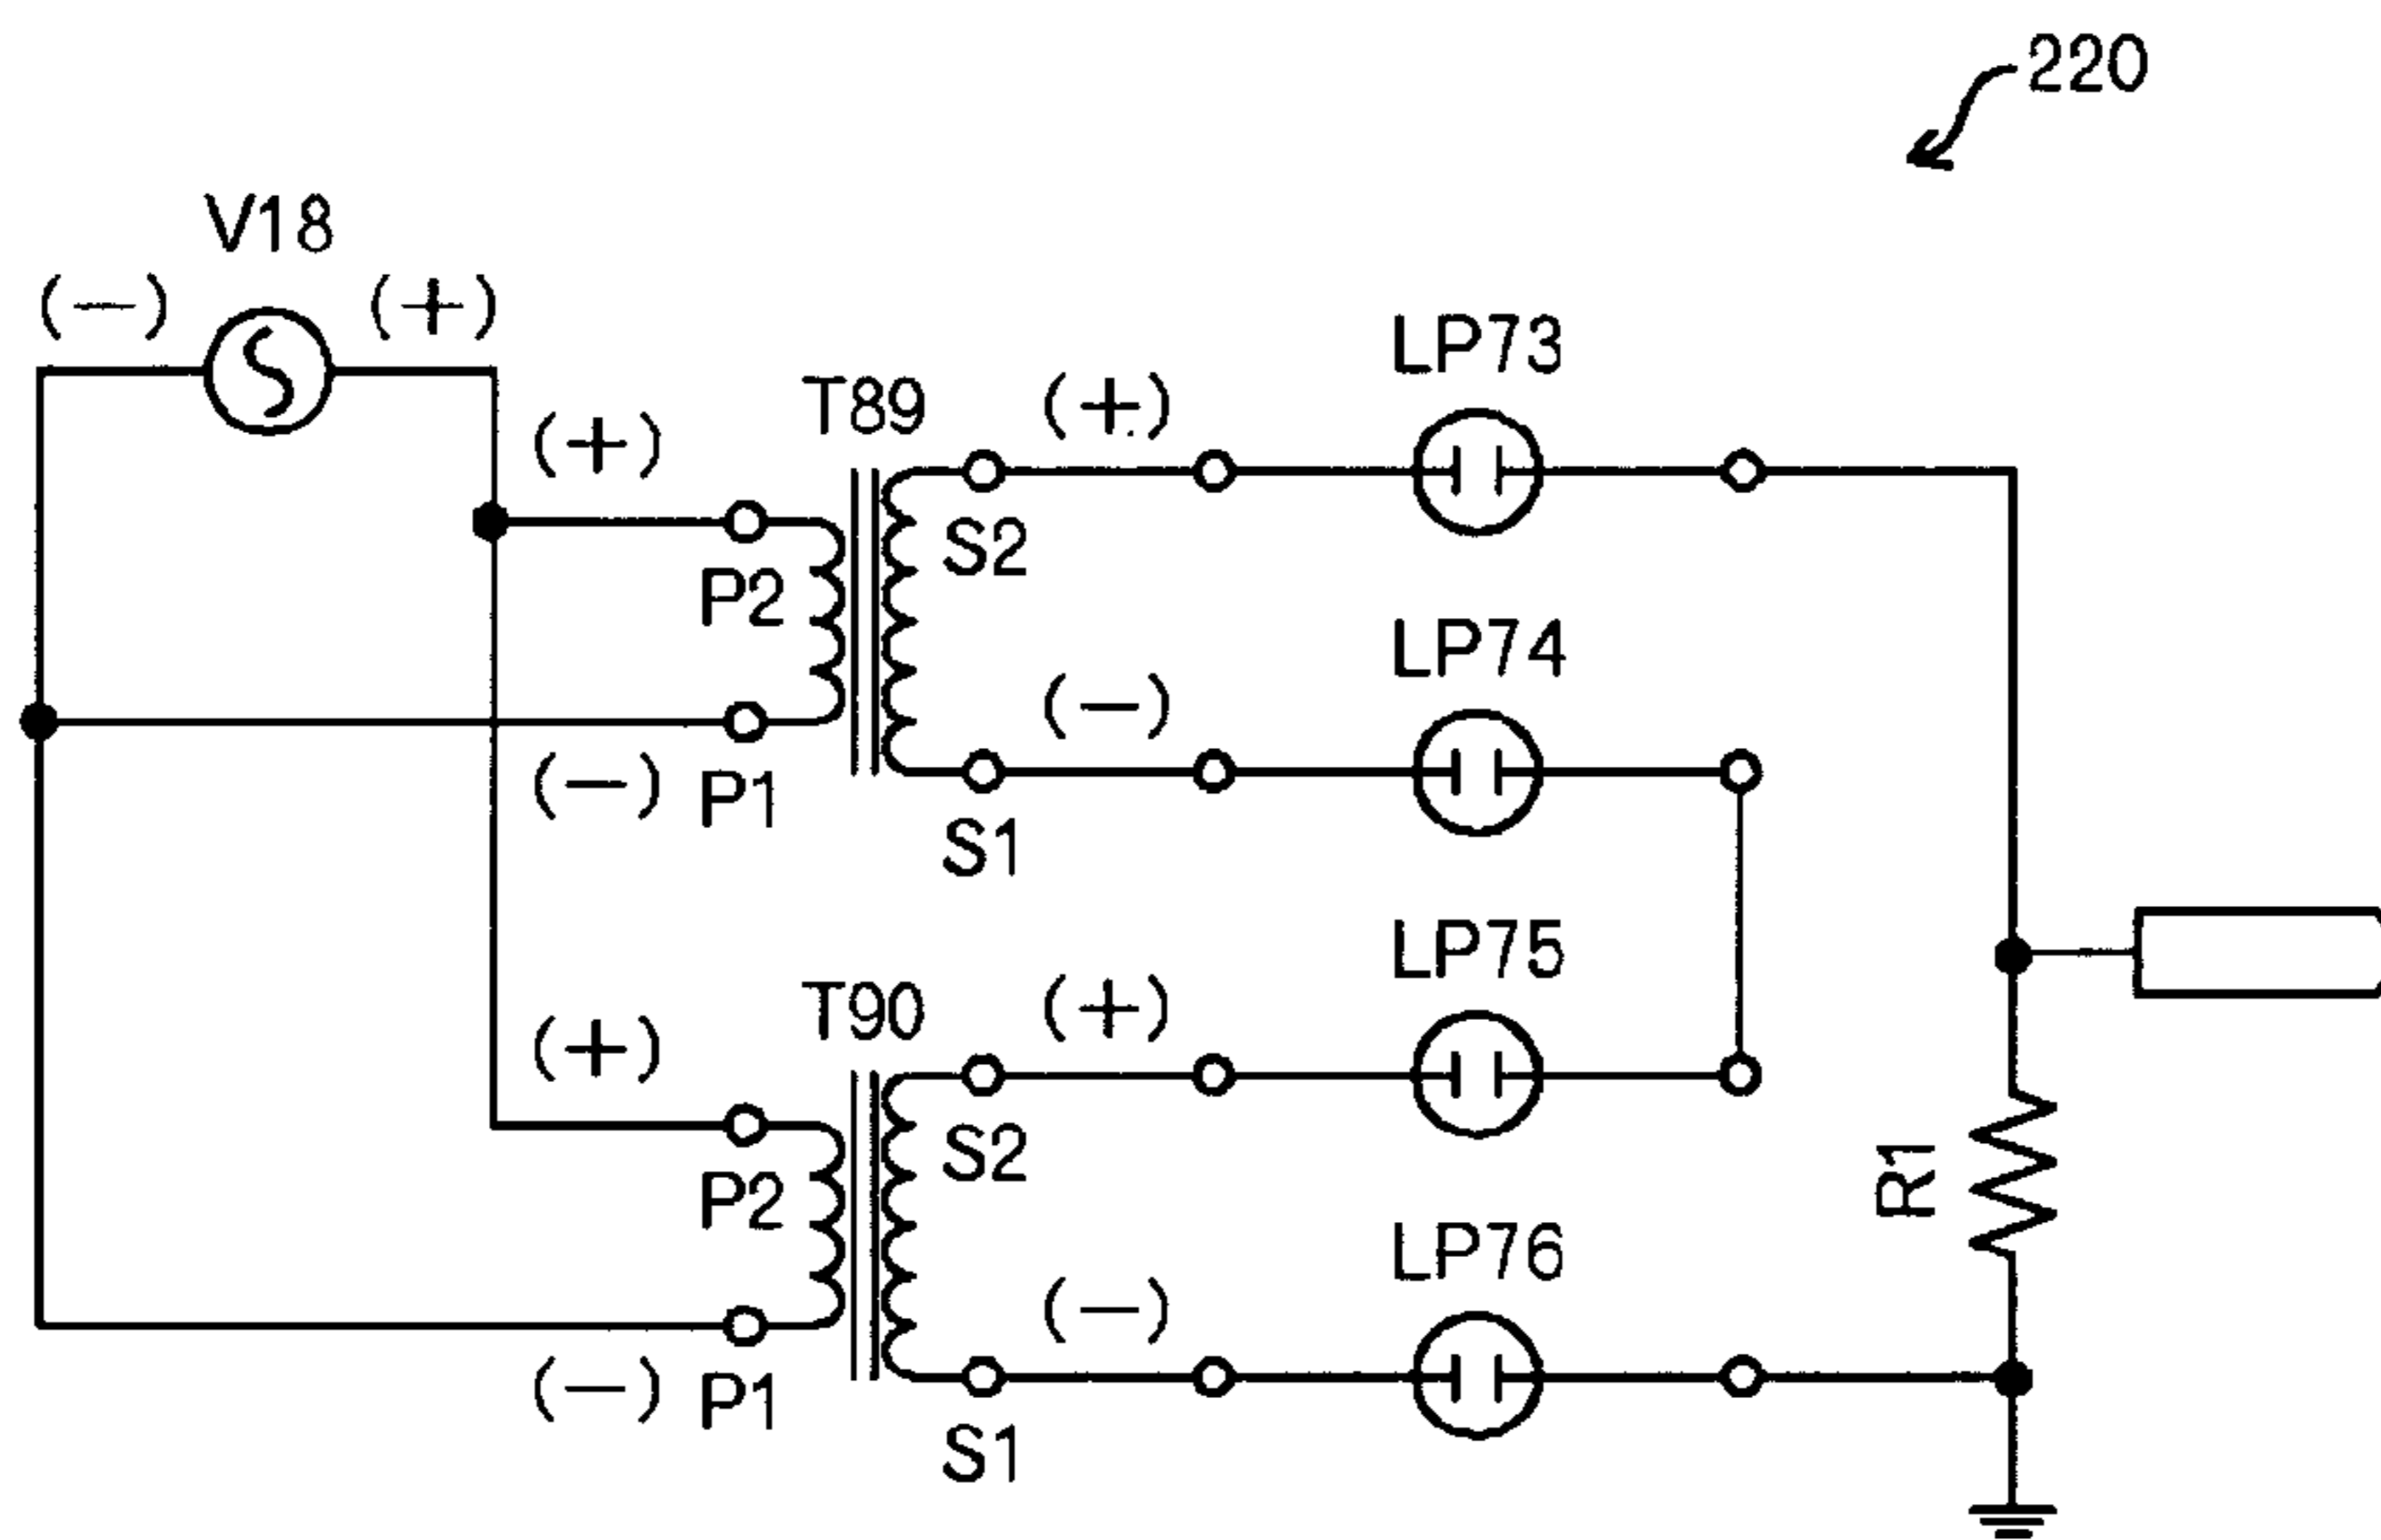 220
V18
(−) (+)
LP73
T89
(+)
(+)
S2
P2
LP74
(−)
(−)
P1
S1
LP75
T90
(+)
(+)
S2
P2
R1
LP76
(−)
(−)
P1
S1